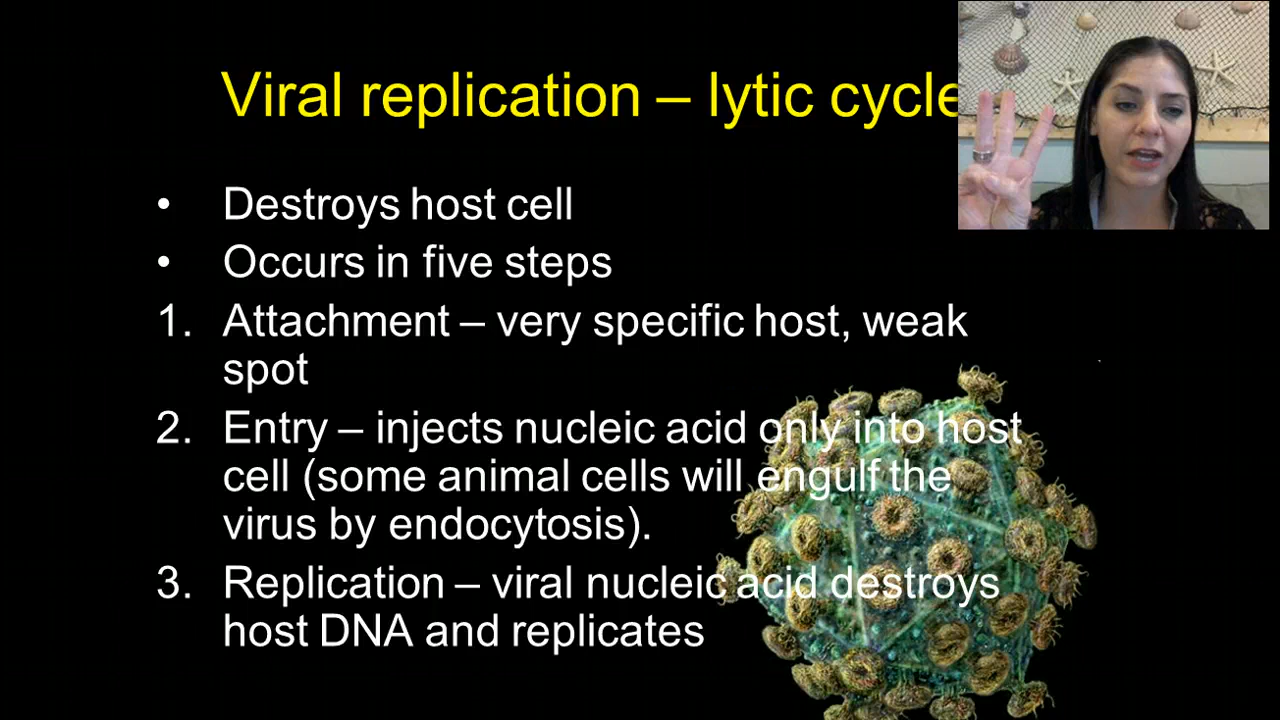 Viral replication – lytic cycle
• Destroys host cell
• Occurs in five steps
1. Attachment – very specific host, weak
spot
2. Entry – injects nucleic acid only into host
cell (some animal cells will engulf the
virus by endocytosis).
3. Replication – viral nucleic acid destroys
host DNA and replicates